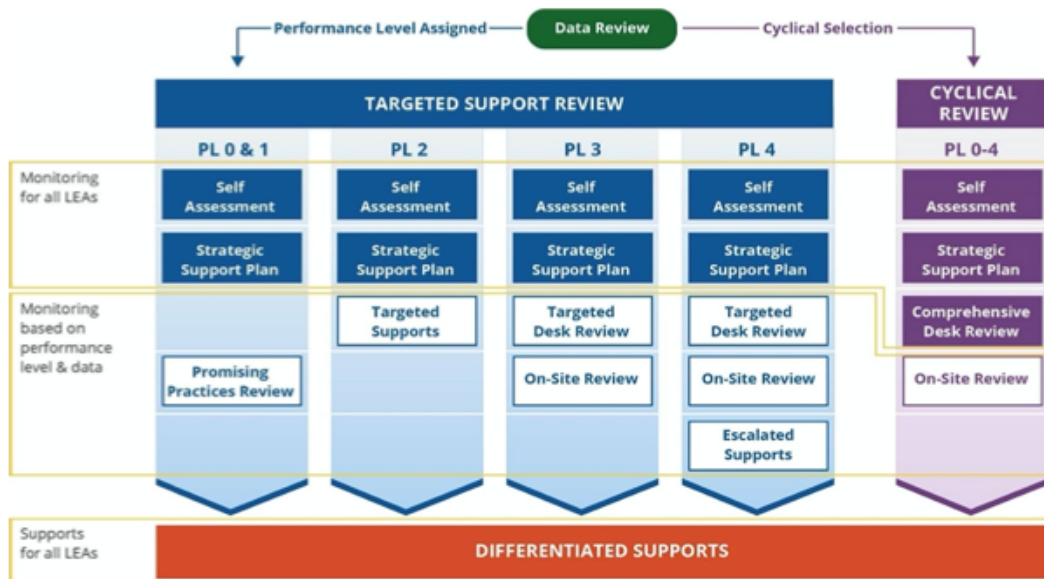 Performance Level Assigned
Data Review
Cyclical Selection
TARGETED SUPPORT REVIEW
CYCLICAL
REVIEW
PL 0 & 1
PL 2
PL 3
PL 4
PL 0-4
Monitoring
for all LEAs
Self
Assessment
Self
Assessment
Self
Assessment
Self
Assessment
Self
Assessment
Strategic
Support Plan
Strategic
Support Plan
Strategic
Support Plan
Strategic
Support Plan
Strategic
Support Plan
Monitoring
based on
performance
level & data
Targeted
Supports
Targeted
Desk Review
Targeted
Desk Review
Comprehensive
Desk Review
Promising
Practices Review
On-Site Review
On-Site Review
On-Site Review
Escalated
Supports
Supports
for all LEAs
DIFFERENTIATED SUPPORTS